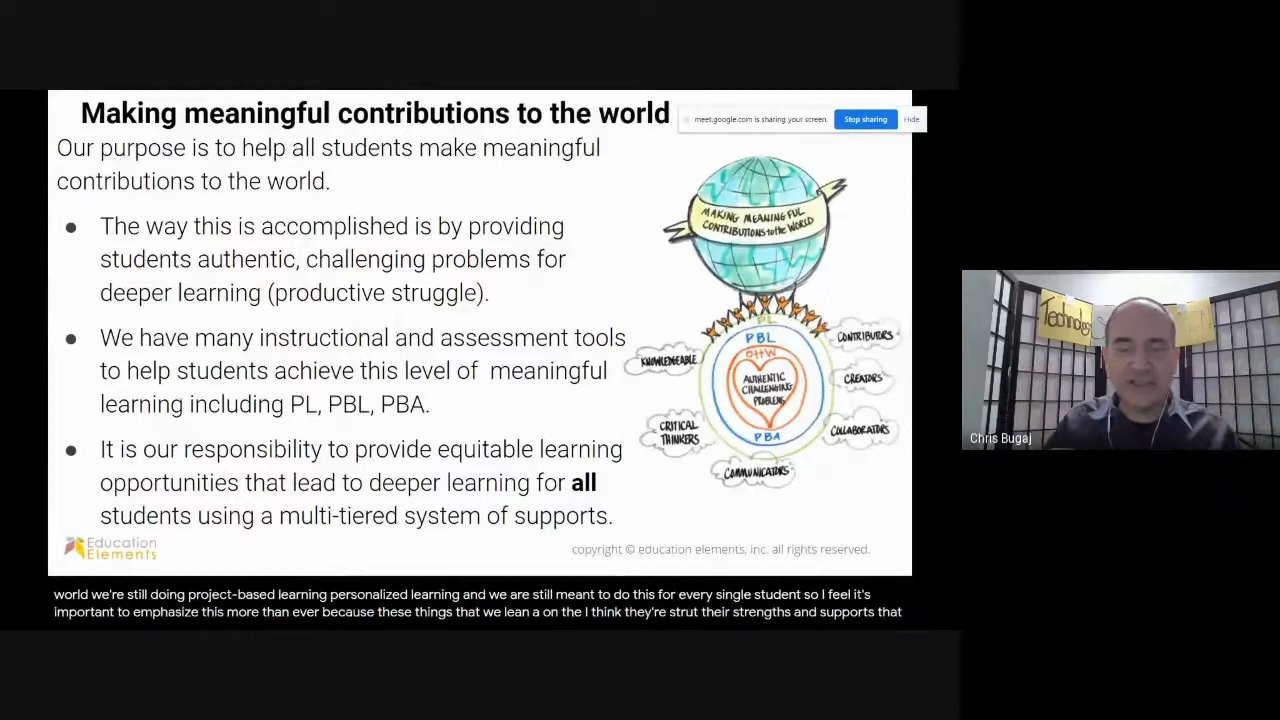 Making meaningful contributions to the world
meet.google.com is sharing your screen.
Stop sharing
Hide
Our purpose is to help all students make meaningful
contributions to the world.
● The way this is accomplished is by providing
students authentic, challenging problems for
deeper learning (productive struggle).
● We have many instructional and assessment tools
to help students achieve this level of meaningful
learning including PL, PBL, PBA.
● It is our responsibility to provide equitable learning
opportunities that lead to deeper learning for all
students using a multi-tiered system of supports.
MAKING MEANINGFUL
CONTRIBUTIONS to the WORLD
PL
PBL
OHW
AUTHENTIC
CHALLENGING
PROBLEMS
PBA
KNOWLEDGEABLE
CRITICAL
THINKERS
COMMUNICATORS
CONTRIBUTORS
CREATORS
COLLABORATORS
Education
Elements
copyright © education elements, inc. all rights reserved.
Technology
Chris Bugaj
world we're still doing project-based learning personalized learning and we are still meant to do this for every single student so I feel it's
important to emphasize this more than ever because these things that we lean a on the I think they're strut their strengths and supports that